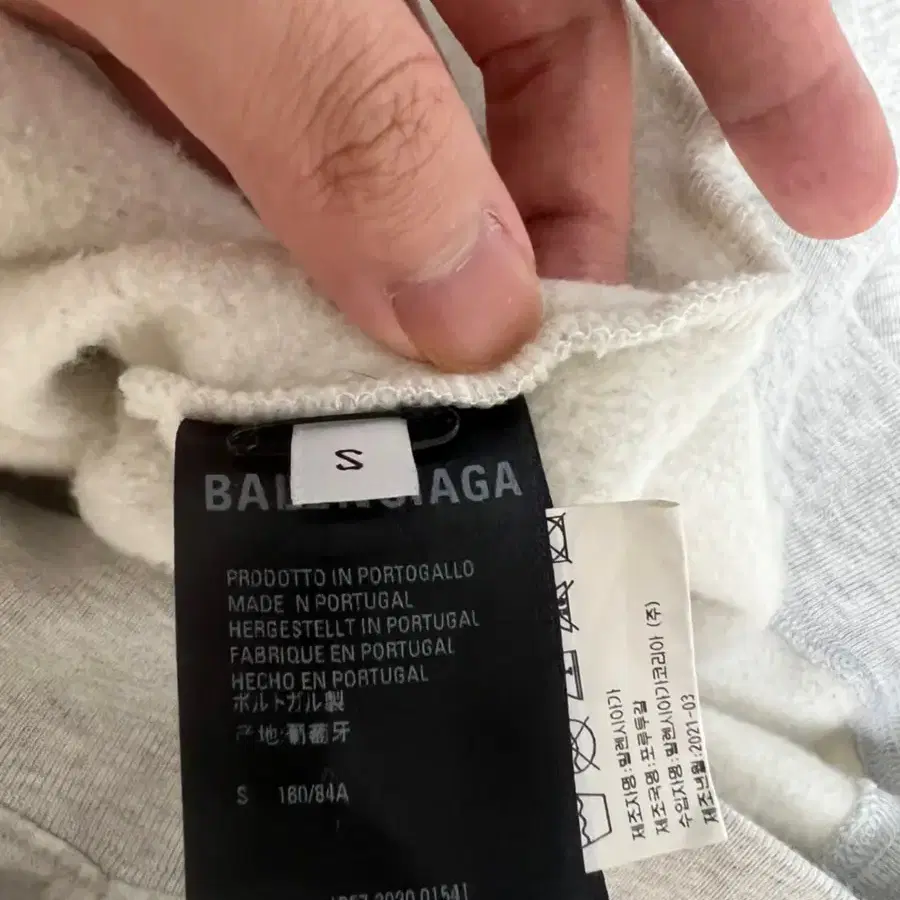 S
BALENCIAGA
PRODOTTO IN PORTOGALLO
MADE IN PORTUGAL
HERGESTELLT IN PORTUGAL
FABRIQUE EN PORTUGAL
HECHO EN PORTUGAL
ポルトガル製
产地:葡萄牙
S 160/84A
제조자명:발렌시아가
제조국명:포루투갈
수입자명:발렌시아가코리아 (주)
제조년월:2021-03